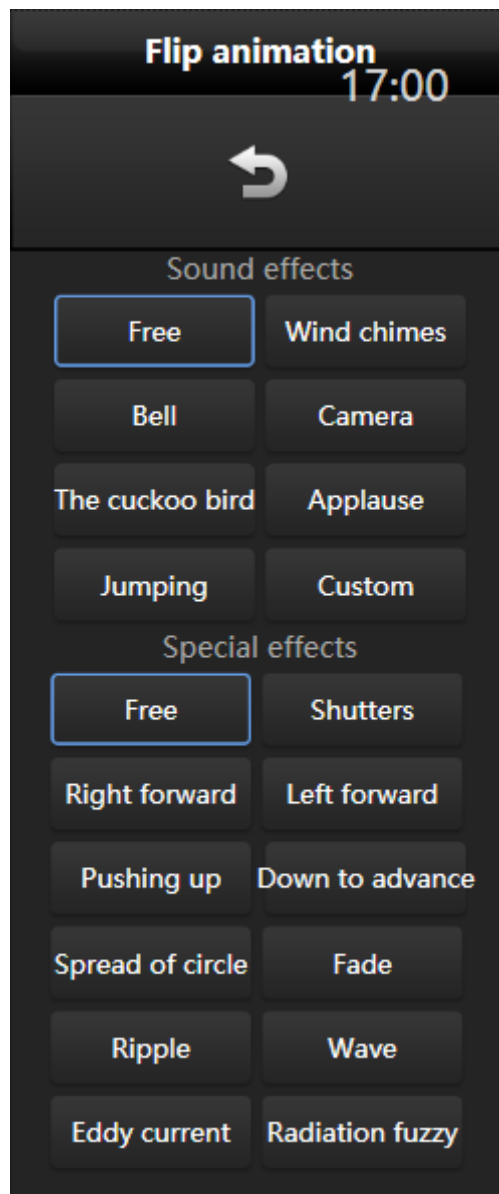 Flip animation
17:00
Sound effects
Free Wind chimes
Bell Camera
The cuckoo bird Applause
Jumping Custom
Special effects
Free Shutters
Right forward Left forward
Pushing up Down to advance
Spread of circle Fade
Ripple Wave
Eddy current Radiation fuzzy